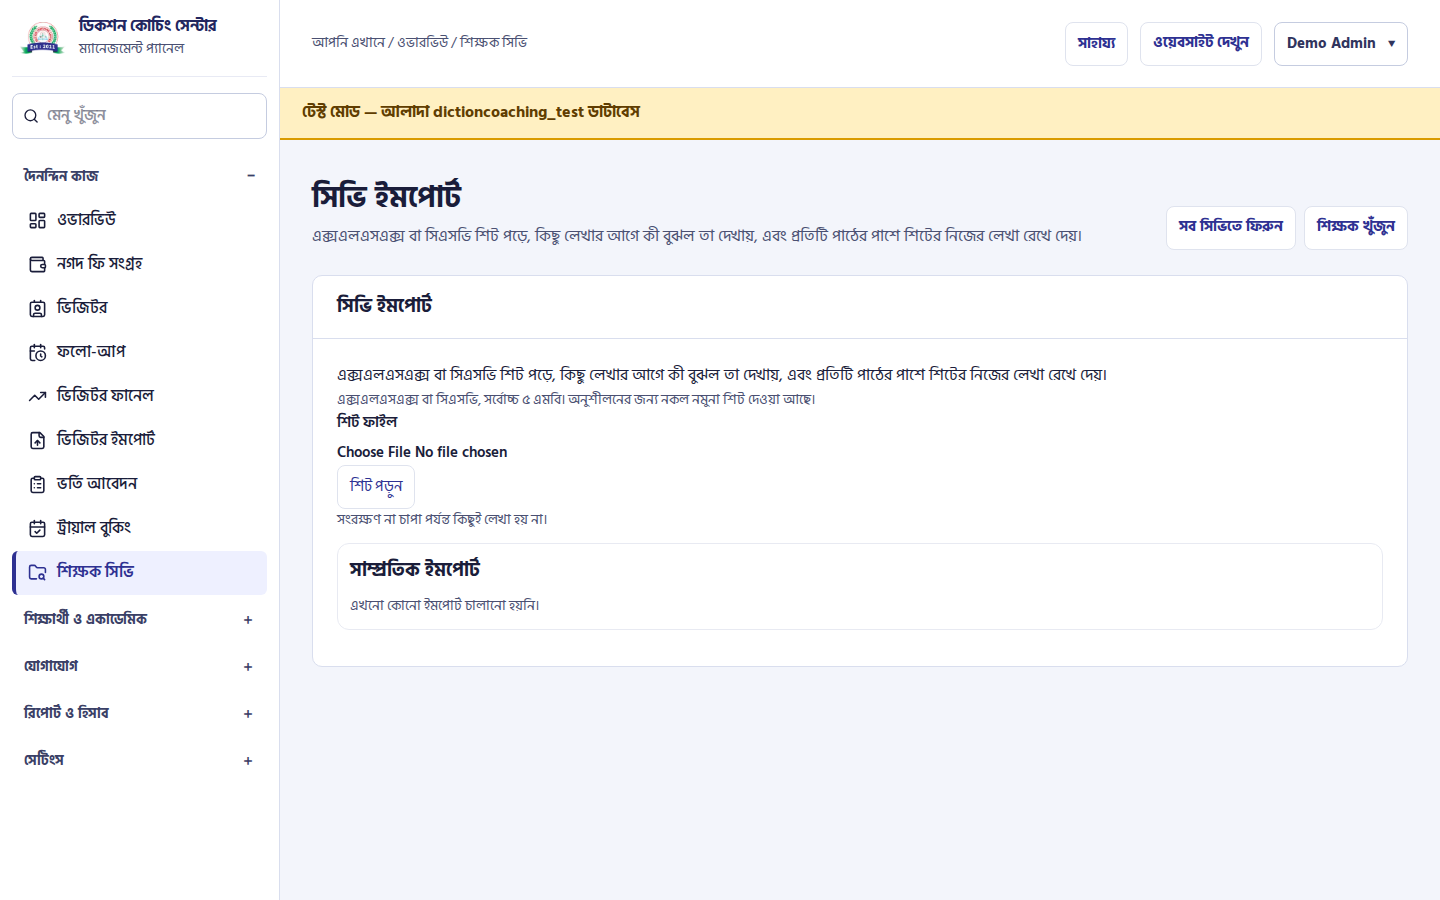 ডিকশন কোচিং সেন্টার
ম্যানেজমেন্ট প্যানেল
Est : 2011
মেনু খুঁজুন
দৈনন্দিন কাজ −
ওভারভিউ
নগদ ফি সংগ্রহ
ভিজিটর
ফলো-আপ
ভিজিটর ফানেল
ভিজিটর ইমপোর্ট
ভর্তি আবেদন
ট্রায়াল বুকিং
শিক্ষক সিভি
শিক্ষার্থী ও একাডেমিক +
যোগাযোগ +
রিপোর্ট ও হিসাব +
সেটিংস +
আপনি এখানে / ওভারভিউ / শিক্ষক সিভি
সাহায্য
ওয়েবসাইট দেখুন
Demo Admin ▾
টেস্ট মোড — আলাদা dictioncoaching_test ডাটাবেস
সিভি ইমপোর্ট
এক্সএলএসএক্স বা সিএসভি শিট পড়ে, কিছু লেখার আগে কী বুঝল তা দেখায়, এবং প্রতিটি পাঠের পাশে শিটের নিজের লেখা রেখে দেয়।
সব সিভিতে ফিরুন
শিক্ষক খুঁজুন
সিভি ইমপোর্ট
এক্সএলএসএক্স বা সিএসভি শিট পড়ে, কিছু লেখার আগে কী বুঝল তা দেখায়, এবং প্রতিটি পাঠের পাশে শিটের নিজের লেখা রেখে দেয়।
এক্সএলএসএক্স বা সিএসভি, সর্বোচ্চ ৫ এমবি। অনুশীলনের জন্য নকল নমুনা শিট দেওয়া আছে।
শিট ফাইল
Choose File No file chosen
শিট পড়ুন
সংরক্ষণ না চাপা পর্যন্ত কিছুই লেখা হয় না।
সাম্প্রতিক ইমপোর্ট
এখনো কোনো ইমপোর্ট চালানো হয়নি।